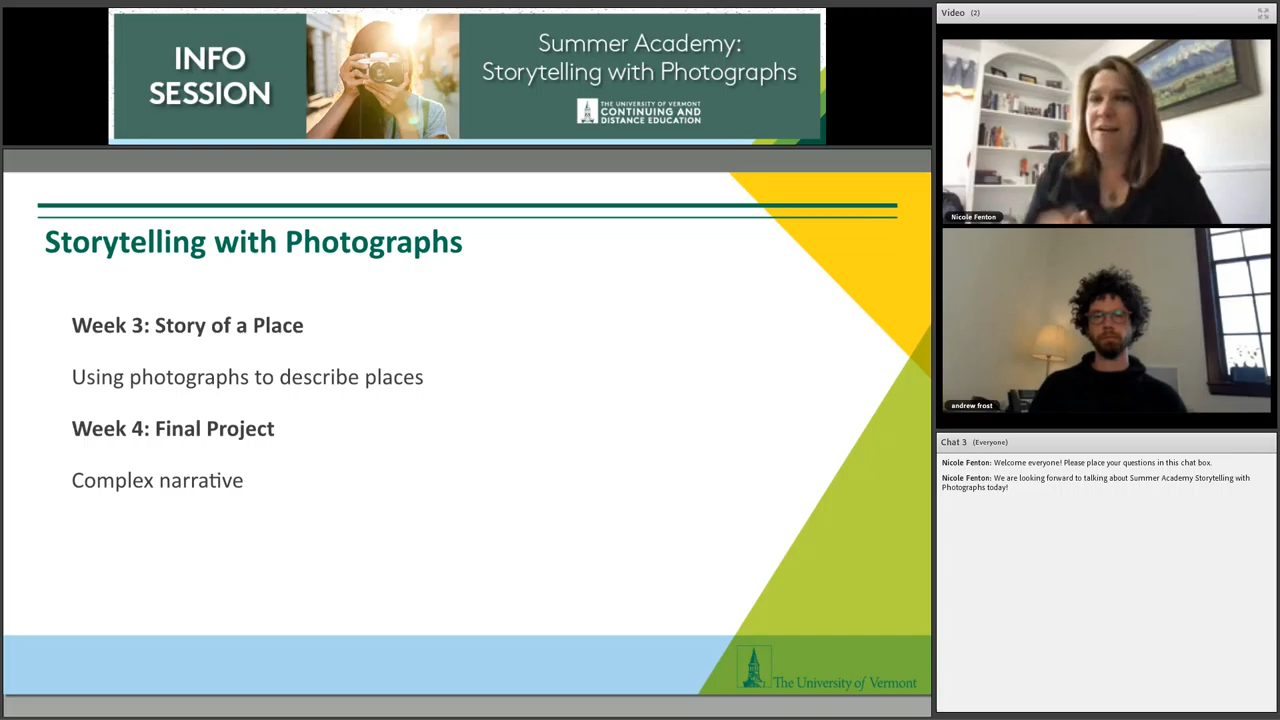 INFO
SESSION
Summer Academy:
Storytelling with Photographs
THE UNIVERSITY OF VERMONT
CONTINUING AND
DISTANCE EDUCATION
Storytelling with Photographs
Week 3: Story of a Place
Using photographs to describe places
Week 4: Final Project
Complex narrative
The University of Vermont
Video (2)
Nicole Fenton
andrew frost
Chat 3 (Everyone)
Nicole Fenton: Welcome everyone! Please place your questions in this chat box.
Nicole Fenton: We are looking forward to talking about Summer Academy Storytelling with
Photographs today!